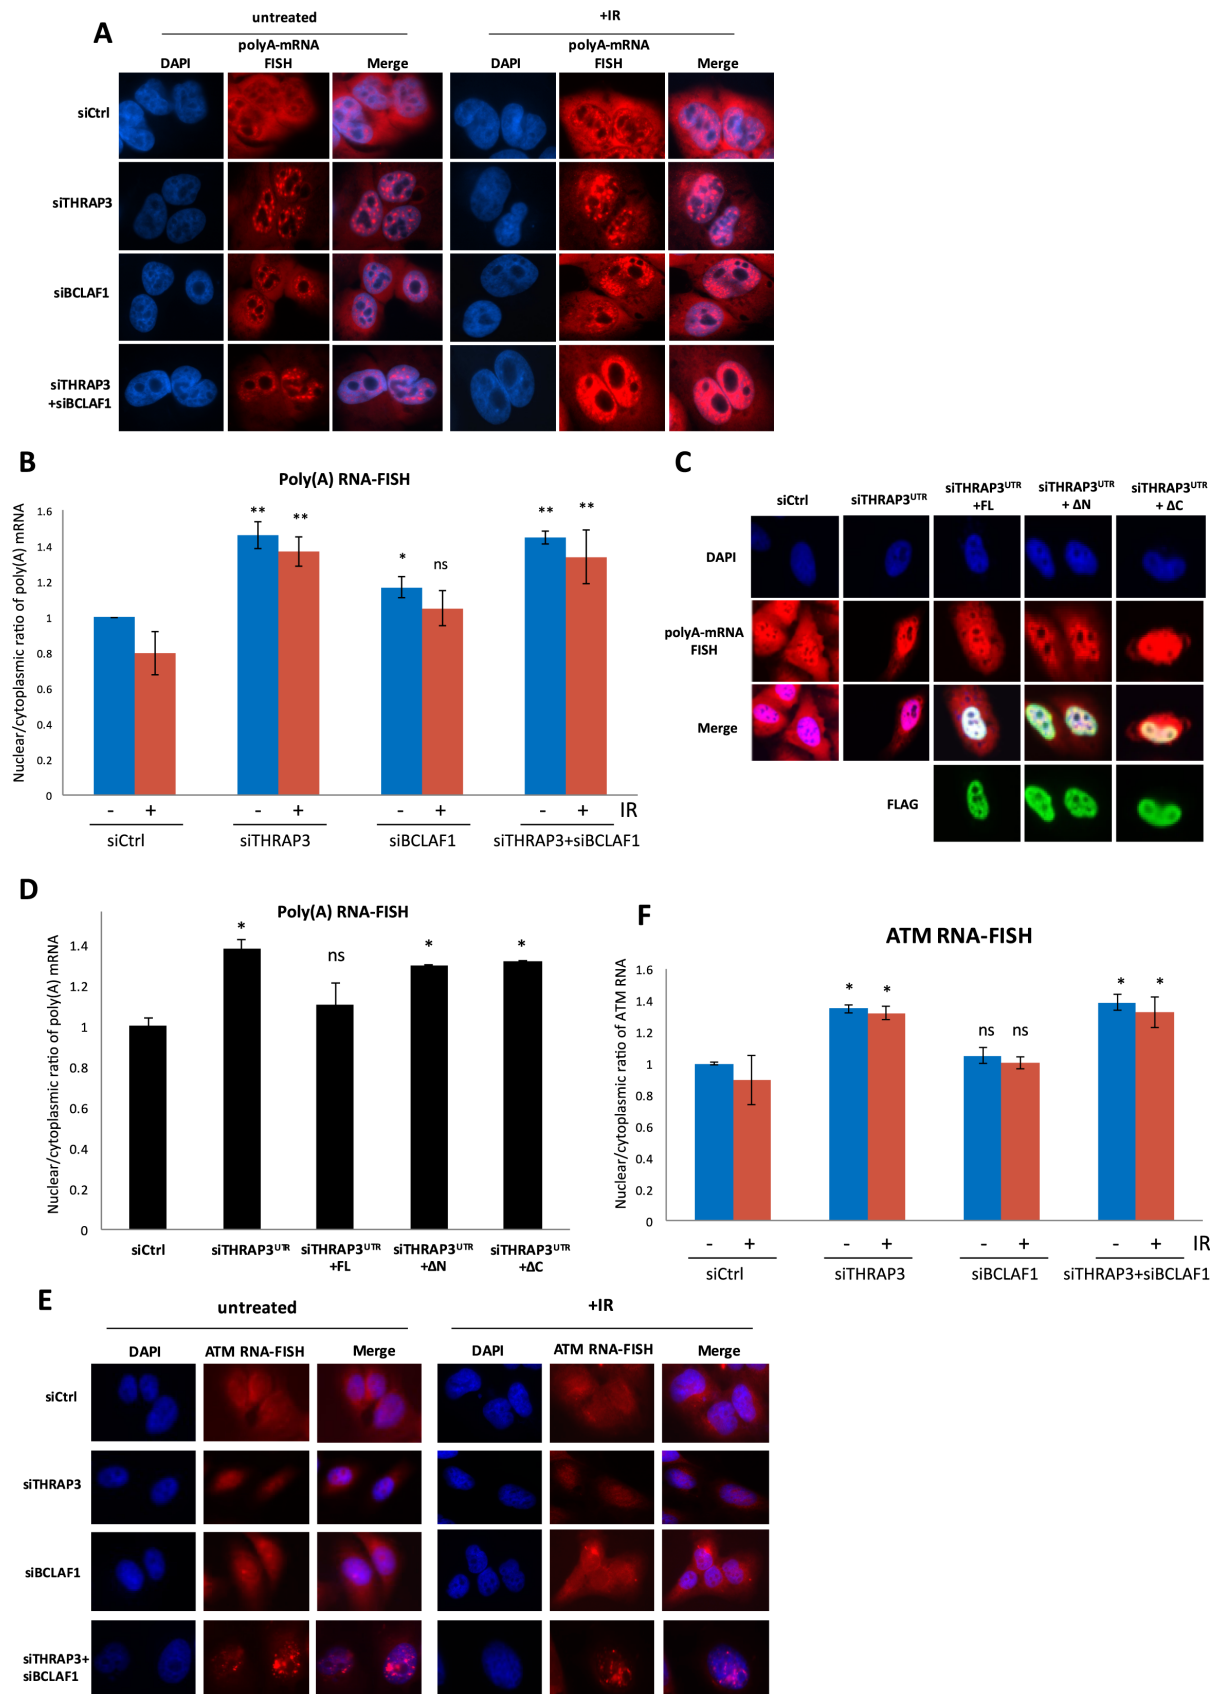 A
untreated
+IR
polyA-mRNA
polyA-mRNA
DAPI FISH Merge DAPI FISH Merge
siCtrl
siTHRAP3
siBCLAF1
siTHRAP3
+siBCLAF1
B
Poly(A) RNA-FISH
Nuclear/cytoplasmic ratio of poly(A) mRNA
1.6
1.4
1.2
1
0.8
0.6
0.4
0.2
0
** ** * ns ** **
- + - + - + - + IR
siCtrl siTHRAP3 siBCLAF1 siTHRAP3+siBCLAF1
C
siCtrl siTHRAP3ᵁᵀᴿ siTHRAP3ᵁᵀᴿ siTHRAP3ᵁᵀᴿ siTHRAP3ᵁᵀᴿ
+FL + ΔN + ΔC
DAPI
polyA-mRNA
FISH
Merge
FLAG
D
Poly(A) RNA-FISH
Nuclear/cytoplasmic ratio of poly(A) mRNA
1.4
1.2
1
0.8
0.6
0.4
0.2
0
* ns * *
siCtrl siTHRAP3ᵁᵀᴿ siTHRAP3ᵁᵀᴿ siTHRAP3ᵁᵀᴿ siTHRAP3ᵁᵀᴿ
+FL +ΔN +ΔC
F
ATM RNA-FISH
Nuclear/cytoplasmic ratio of ATM RNA
1.6
1.4
1.2
1
0.8
0.6
0.4
0.2
0
* * ns ns * *
- + - + - + - + IR
siCtrl siTHRAP3 siBCLAF1 siTHRAP3+siBCLAF1
E
untreated
+IR
DAPI ATM RNA-FISH Merge DAPI ATM RNA-FISH Merge
siCtrl
siTHRAP3
siBCLAF1
siTHRAP3+
siBCLAF1